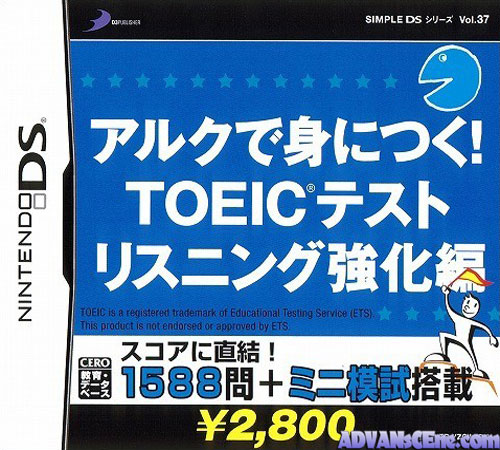 D3PUBLISHER
SIMPLE DS シリーズ Vol.37
NINTENDO DS
アルクで身につく!
TOEIC®テスト
リスニング強化編
TOEIC is a registered trademark of Educational Testing Service (ETS).
This product is not endorsed or approved by ETS.
CERO
教育・
データ
ベース
スコアに直結!
1588問+ミニ模試搭載
¥2,800
ADVANsCEne.com